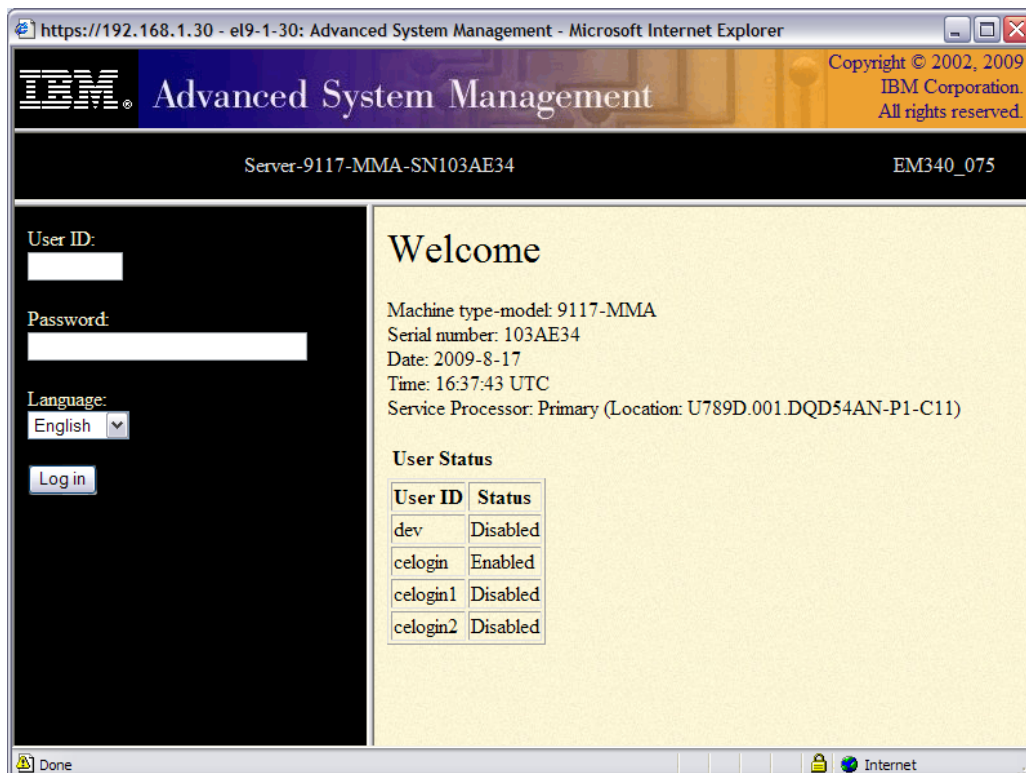 https://192.168.1.30 - el9-1-30: Advanced System Management - Microsoft Internet Explorer
IBM®
Advanced System Management
Copyright © 2002, 2009
IBM Corporation.
All rights reserved.
Server-9117-MMA-SN103AE34
EM340_075
User ID:
Password:
Language:
English
Log in
Welcome
Machine type-model: 9117-MMA
Serial number: 103AE34
Date: 2009-8-17
Time: 16:37:43 UTC
Service Processor: Primary (Location: U789D.001.DQD54AN-P1-C11)
User Status
User ID Status
dev Disabled
celogin Enabled
celogin1 Disabled
celogin2 Disabled
Done
Internet